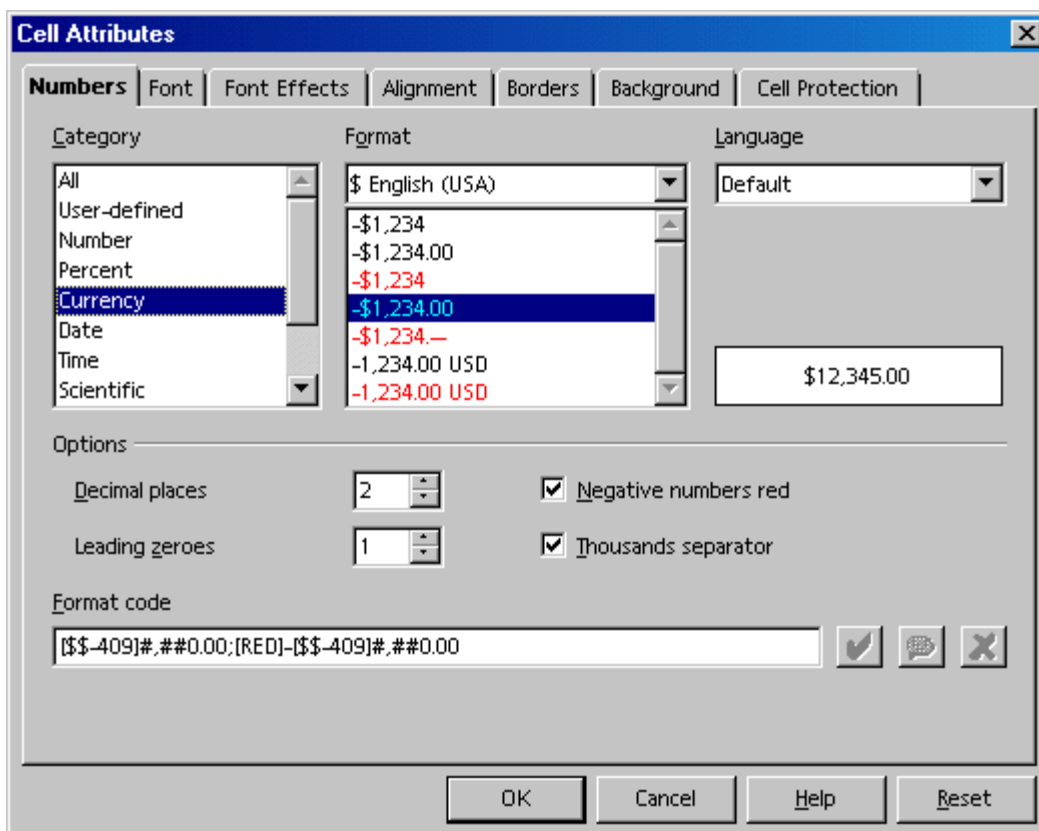 Cell Attributes
Numbers Font Font Effects Alignment Borders Background Cell Protection
Category
All
User-defined
Number
Percent
Currency
Date
Time
Scientific
Format
$ English (USA)
-$1,234
-$1,234.00
-$1,234
-$1,234.00
-$1,234.—
-1,234.00 USD
-1,234.00 USD
Language
Default
$12,345.00
Options
Decimal places 2 Negative numbers red
Leading zeroes 1 Thousands separator
Format code
[$$-409]#,##0.00;[RED]-[$$-409]#,##0.00
OK Cancel Help Reset